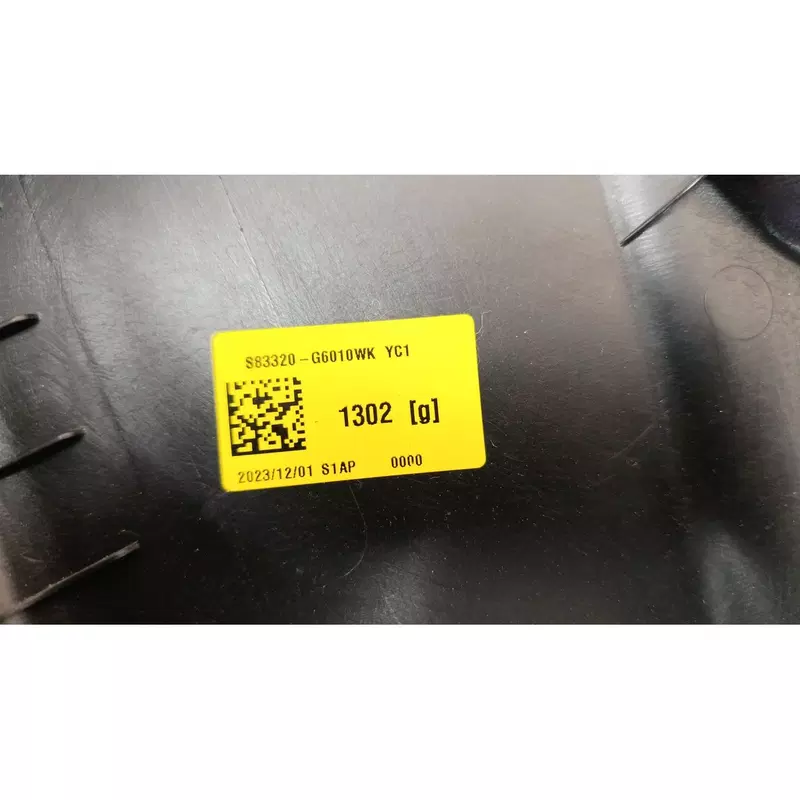 S83320-G6010WK YC1
1302 [g]
2023/12/01 S1AP 0000